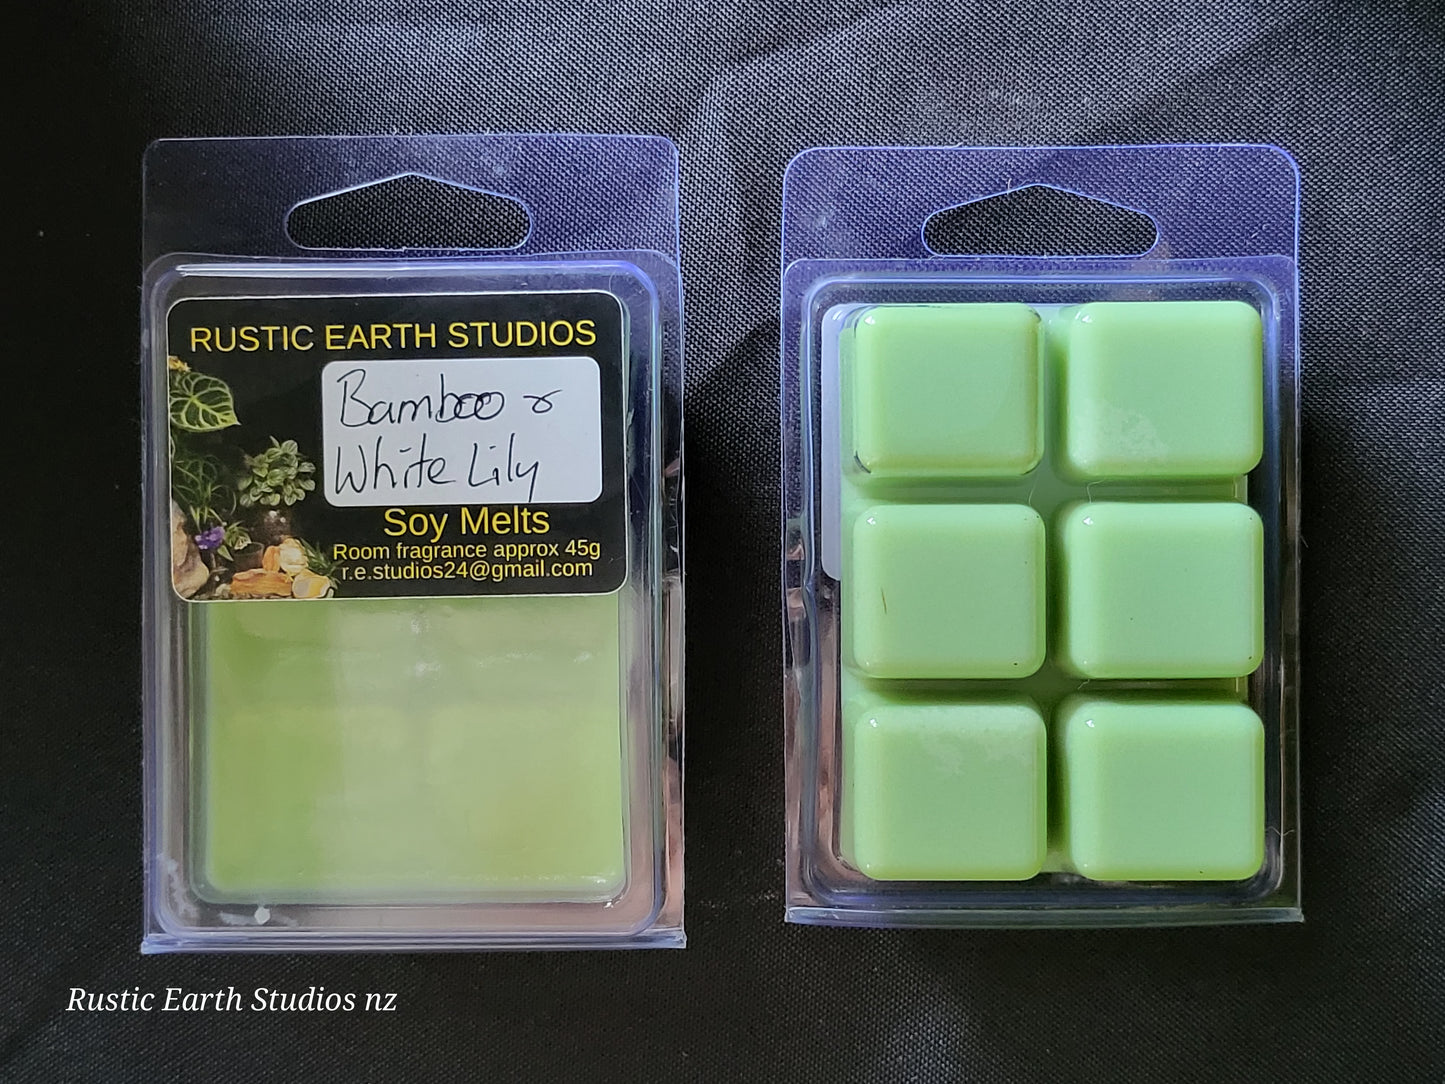 RUSTIC EARTH STUDIOS
Bamboo &
White Lily
Soy Melts
Room fragrance approx 45g
r.e.studios24@gmail.com
Rustic Earth Studios nz